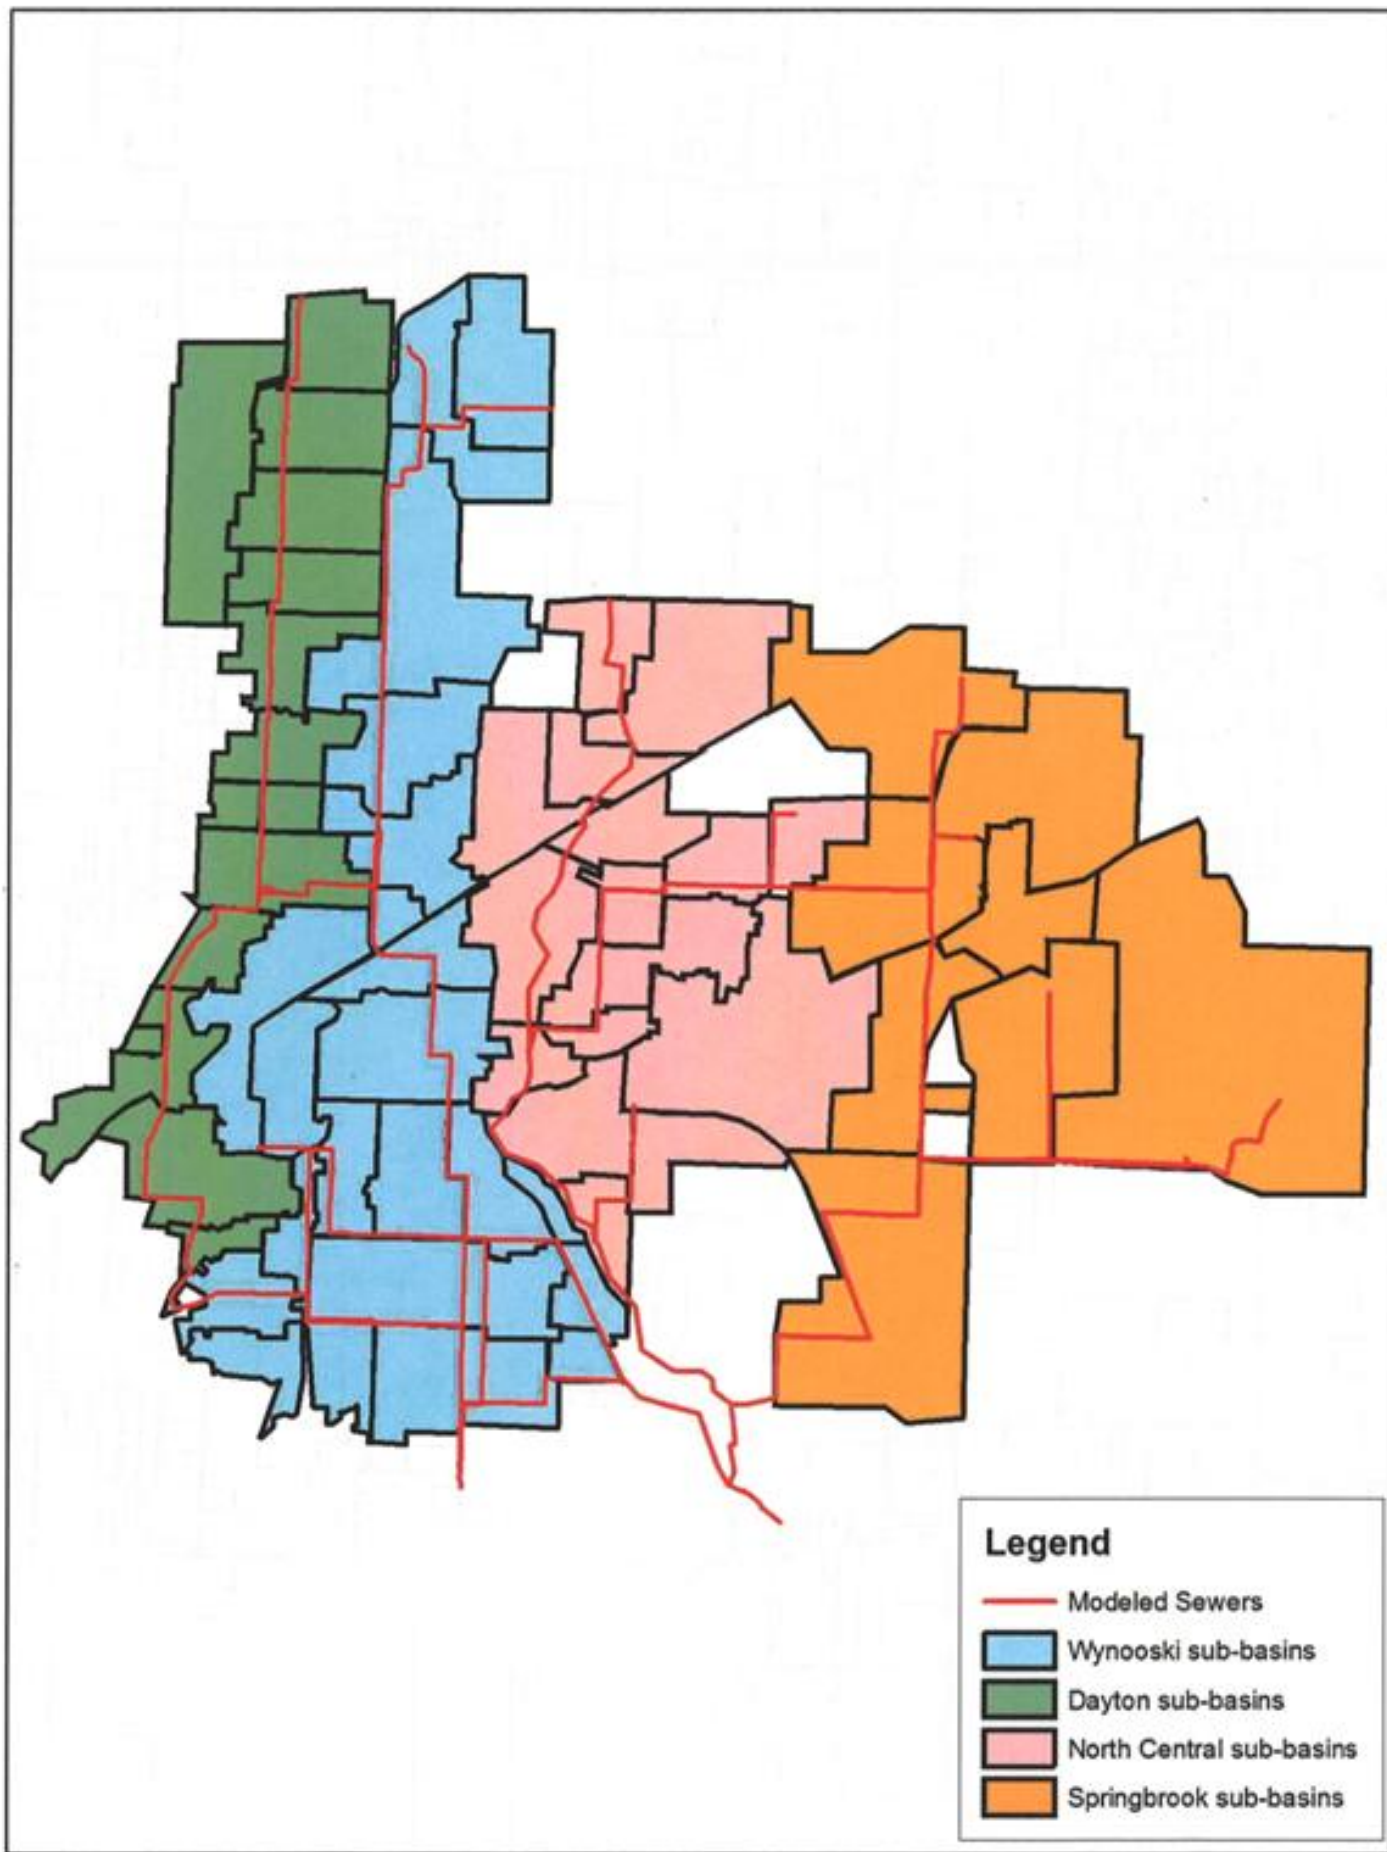 Legend
Modeled Sewers
Wynooski sub-basins
Dayton sub-basins
North Central sub-basins
Springbrook sub-basins